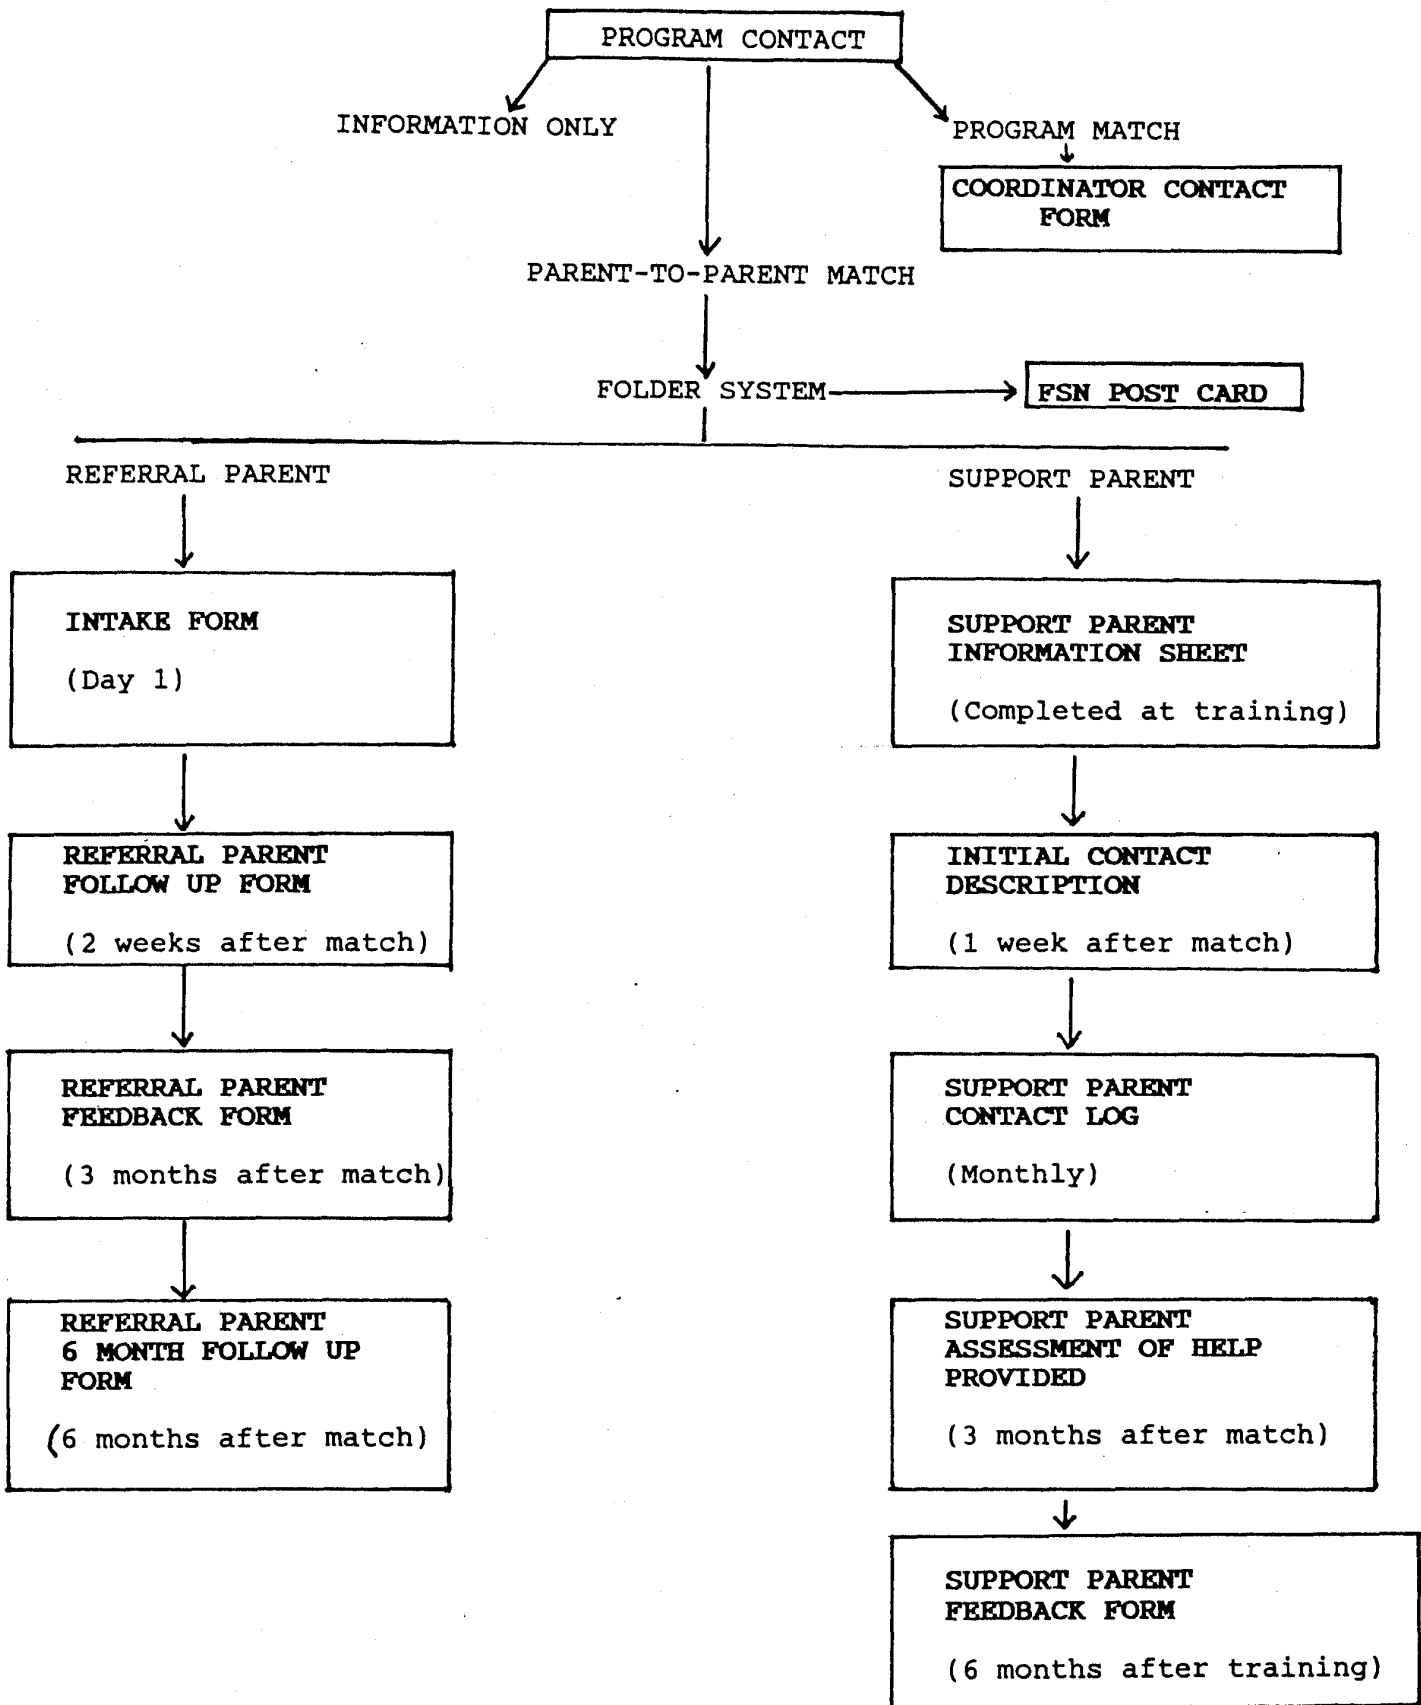 PROGRAM CONTACT
INFORMATION ONLY
PROGRAM MATCH
COORDINATOR CONTACT
FORM
PARENT-TO-PARENT MATCH
FOLDER SYSTEM
FSN POST CARD
REFERRAL PARENT
INTAKE FORM
(Day 1)
REFERRAL PARENT
FOLLOW UP FORM
(2 weeks after match)
REFERRAL PARENT
FEEDBACK FORM
(3 months after match)
REFERRAL PARENT
6 MONTH FOLLOW UP
FORM
(6 months after match)
SUPPORT PARENT
SUPPORT PARENT
INFORMATION SHEET
(Completed at training)
INITIAL CONTACT
DESCRIPTION
(1 week after match)
SUPPORT PARENT
CONTACT LOG
(Monthly)
SUPPORT PARENT
ASSESSMENT OF HELP
PROVIDED
(3 months after match)
SUPPORT PARENT
FEEDBACK FORM
(6 months after training)